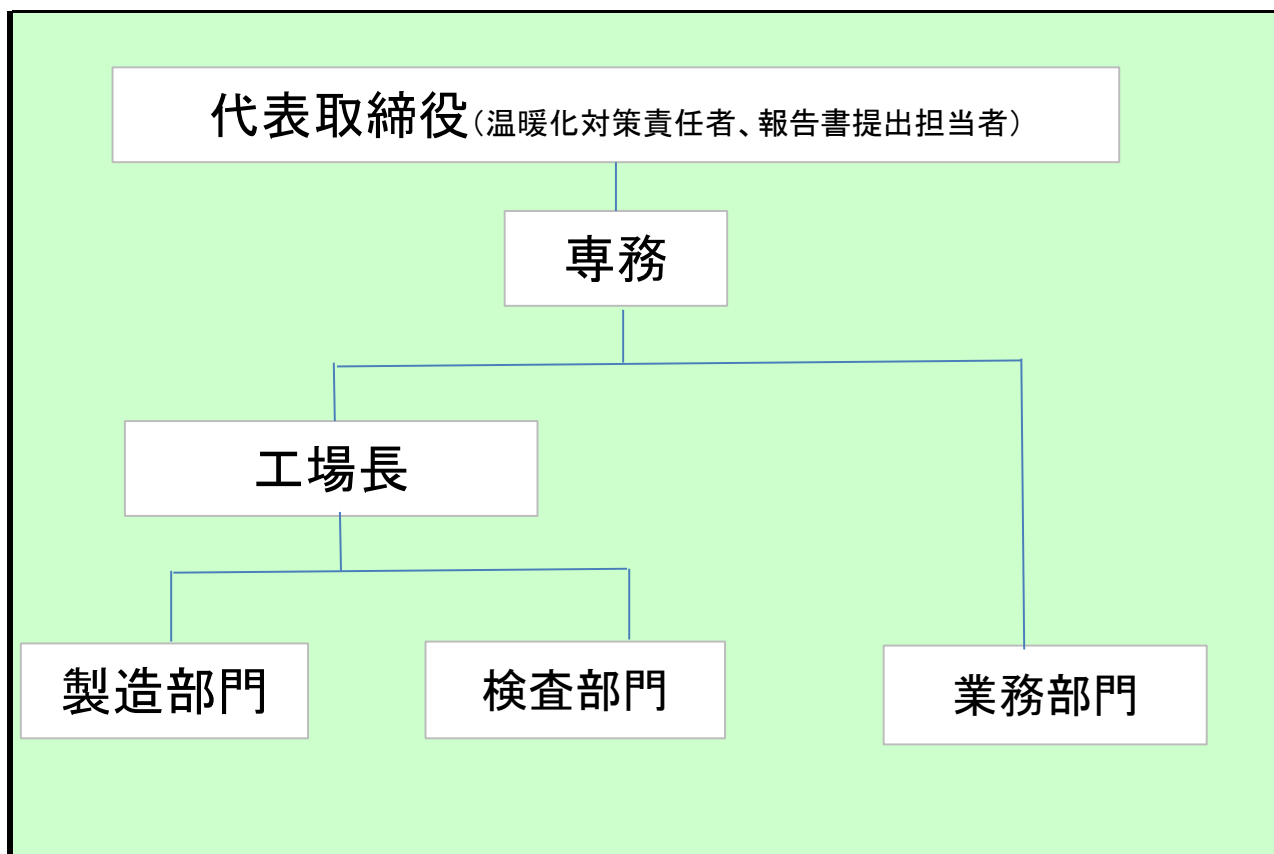 代表取締役(温暖化対策責任者、報告書提出担当者)
専務
工場長
製造部門
検査部門
業務部門